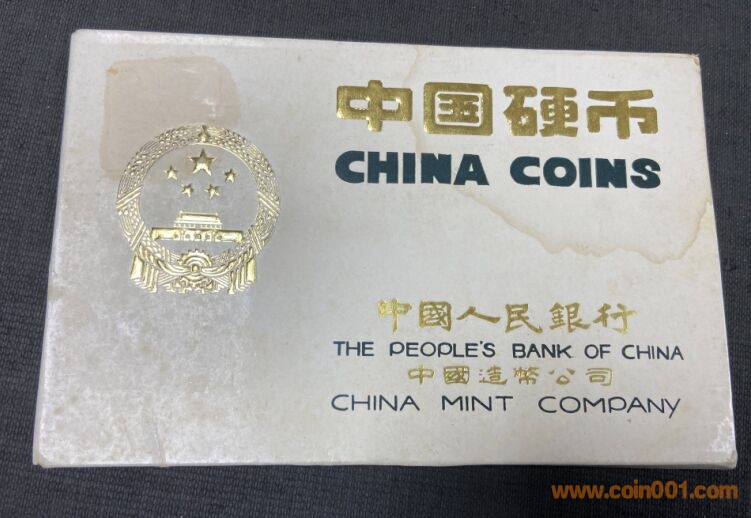 中国硬币
CHINA COINS
中國人民銀行
THE PEOPLE'S BANK OF CHINA
中國造幣公司
CHINA MINT COMPANY
www.coin001.com